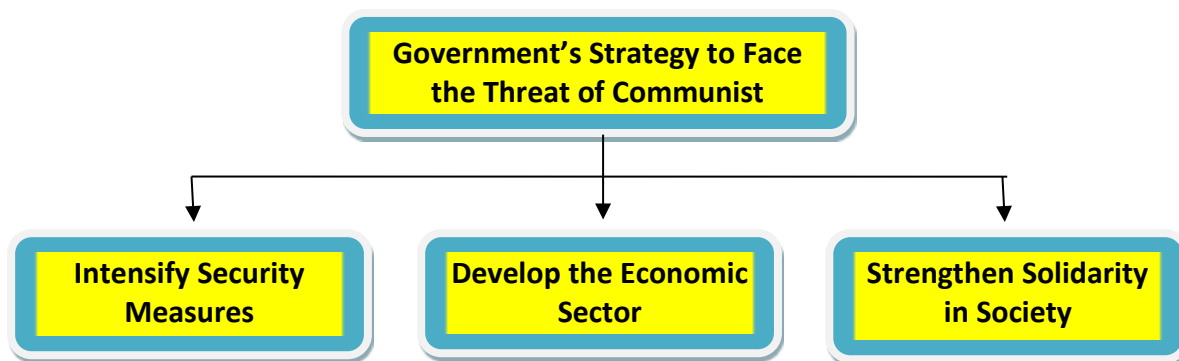 Government’s Strategy to Face
the Threat of Communist
Intensify Security
Measures
Develop the Economic
Sector
Strengthen Solidarity
in Society